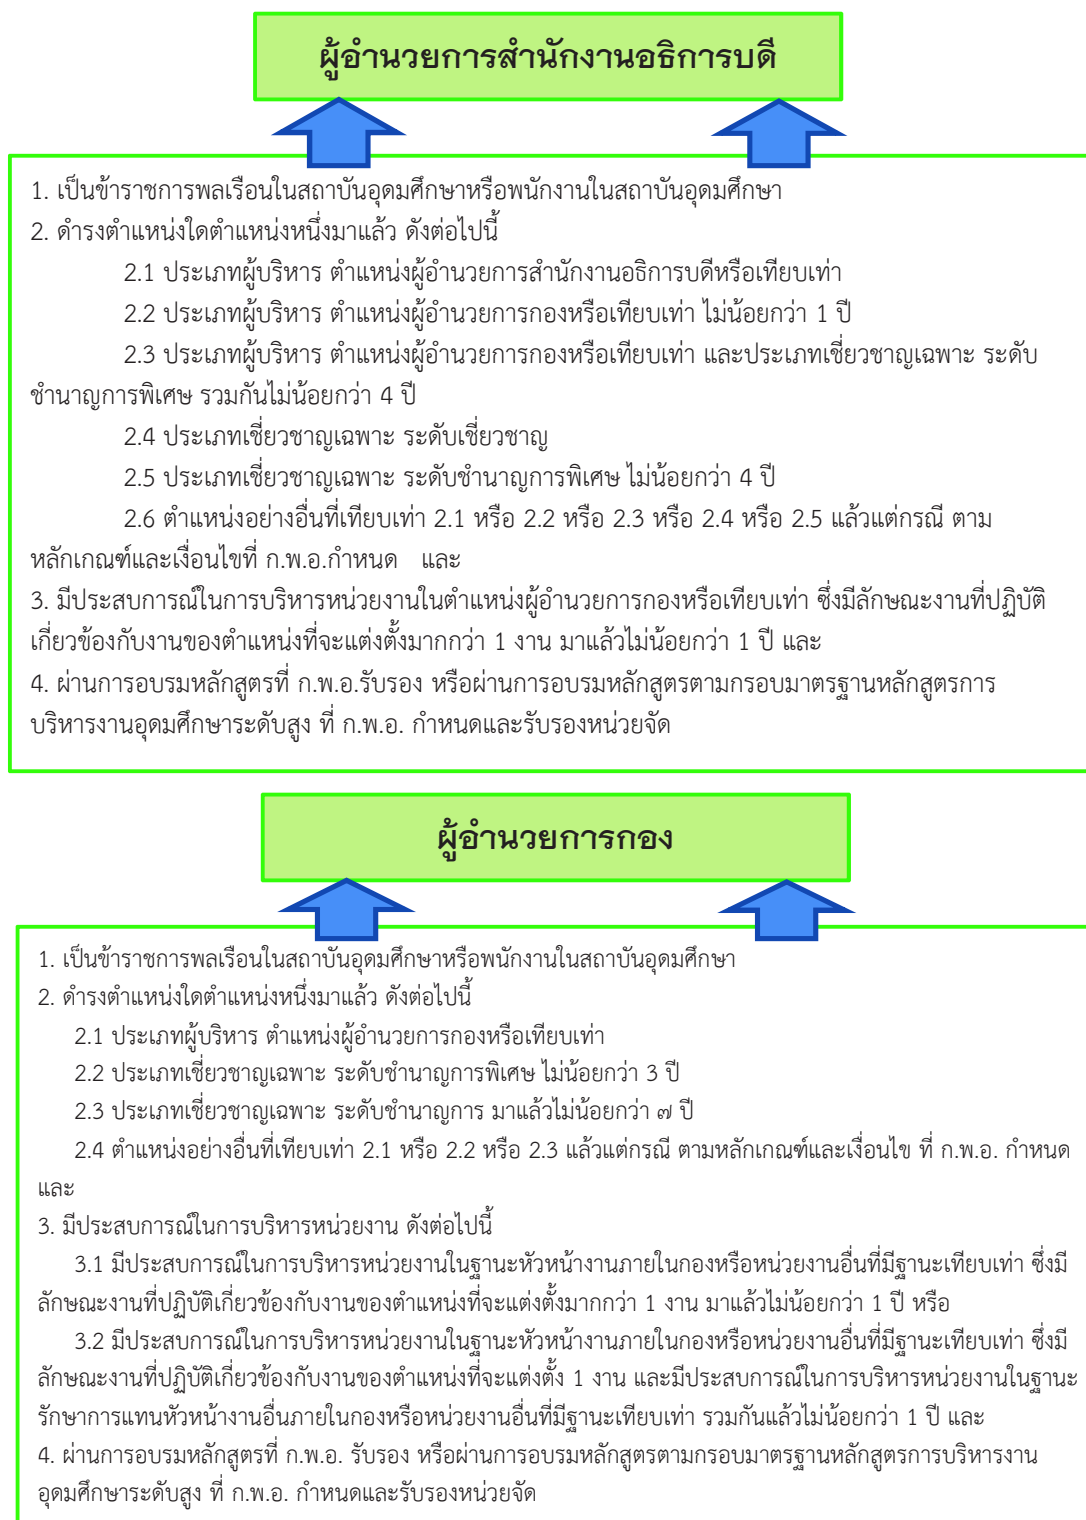 ผู้อำนวยการสำนักงานอธิการบดี
1. เป็นข้าราชการพลเรือนในสถาบันอุดมศึกษาหรือพนักงานในสถาบันอุดมศึกษา
2. ดำรงตำแหน่งใดตำแหน่งหนึ่งมาแล้ว ดังต่อไปนี้
2.1 ประเภทผู้บริหาร ตำแหน่งผู้อำนวยการสำนักงานอธิการบดีหรือเทียบเท่า
2.2 ประเภทผู้บริหาร ตำแหน่งผู้อำนวยการกองหรือเทียบเท่า ไม่น้อยกว่า 1 ปี
2.3 ประเภทผู้บริหาร ตำแหน่งผู้อำนวยการกองหรือเทียบเท่า และประเภทเชี่ยวชาญเฉพาะ ระดับ
ชำนาญการพิเศษ รวมกันไม่น้อยกว่า 4 ปี
2.4 ประเภทเชี่ยวชาญเฉพาะ ระดับเชี่ยวชาญ
2.5 ประเภทเชี่ยวชาญเฉพาะ ระดับชำนาญการพิเศษ ไม่น้อยกว่า 4 ปี
2.6 ตำแหน่งอย่างอื่นที่เทียบเท่า 2.1 หรือ 2.2 หรือ 2.3 หรือ 2.4 หรือ 2.5 แล้วแต่กรณี ตาม
หลักเกณฑ์และเงื่อนไขที่ ก.พ.อ.กำหนด และ
3. มีประสบการณ์ในการบริหารหน่วยงานในตำแหน่งผู้อำนวยการกองหรือเทียบเท่า ซึ่งมีลักษณะงานที่ปฏิบัติ
เกี่ยวข้องกับงานของตำแหน่งที่จะแต่งตั้งมากกว่า 1 งาน มาแล้วไม่น้อยกว่า 1 ปี และ
4. ผ่านการอบรมหลักสูตรที่ ก.พ.อ.รับรอง หรือผ่านการอบรมหลักสูตรตามกรอบมาตรฐานหลักสูตรการ
บริหารงานอุดมศึกษาระดับสูง ที่ ก.พ.อ. กำหนดและรับรองหน่วยจัด
ผู้อำนวยการกอง
1. เป็นข้าราชการพลเรือนในสถาบันอุดมศึกษาหรือพนักงานในสถาบันอุดมศึกษา
2. ดำรงตำแหน่งใดตำแหน่งหนึ่งมาแล้ว ดังต่อไปนี้
2.1 ประเภทผู้บริหาร ตำแหน่งผู้อำนวยการกองหรือเทียบเท่า
2.2 ประเภทเชี่ยวชาญเฉพาะ ระดับชำนาญการพิเศษ ไม่น้อยกว่า 3 ปี
2.3 ประเภทเชี่ยวชาญเฉพาะ ระดับชำนาญการ มาแล้วไม่น้อยกว่า ๗ ปี
2.4 ตำแหน่งอย่างอื่นที่เทียบเท่า 2.1 หรือ 2.2 หรือ 2.3 แล้วแต่กรณี ตามหลักเกณฑ์และเงื่อนไข ที่ ก.พ.อ. กำหนด
และ
3. มีประสบการณ์ในการบริหารหน่วยงาน ดังต่อไปนี้
3.1 มีประสบการณ์ในการบริหารหน่วยงานในฐานะหัวหน้างานภายในกองหรือหน่วยงานอื่นที่มีฐานะเทียบเท่า ซึ่งมี
ลักษณะงานที่ปฏิบัติเกี่ยวข้องกับงานของตำแหน่งที่จะแต่งตั้งมากกว่า 1 งาน มาแล้วไม่น้อยกว่า 1 ปี หรือ
3.2 มีประสบการณ์ในการบริหารหน่วยงานในฐานะหัวหน้างานภายในกองหรือหน่วยงานอื่นที่มีฐานะเทียบเท่า ซึ่งมี
ลักษณะงานที่ปฏิบัติเกี่ยวข้องกับงานของตำแหน่งที่จะแต่งตั้ง 1 งาน และมีประสบการณ์ในการบริหารหน่วยงานในฐานะ
รักษาการแทนหัวหน้างานอื่นภายในกองหรือหน่วยงานอื่นที่มีฐานะเทียบเท่า รวมกันแล้วไม่น้อยกว่า 1 ปี และ
4. ผ่านการอบรมหลักสูตรที่ ก.พ.อ. รับรอง หรือผ่านการอบรมหลักสูตรตามกรอบมาตรฐานหลักสูตรการบริหารงาน
อุดมศึกษาระดับสูง ที่ ก.พ.อ. กำหนดและรับรองหน่วยจัด